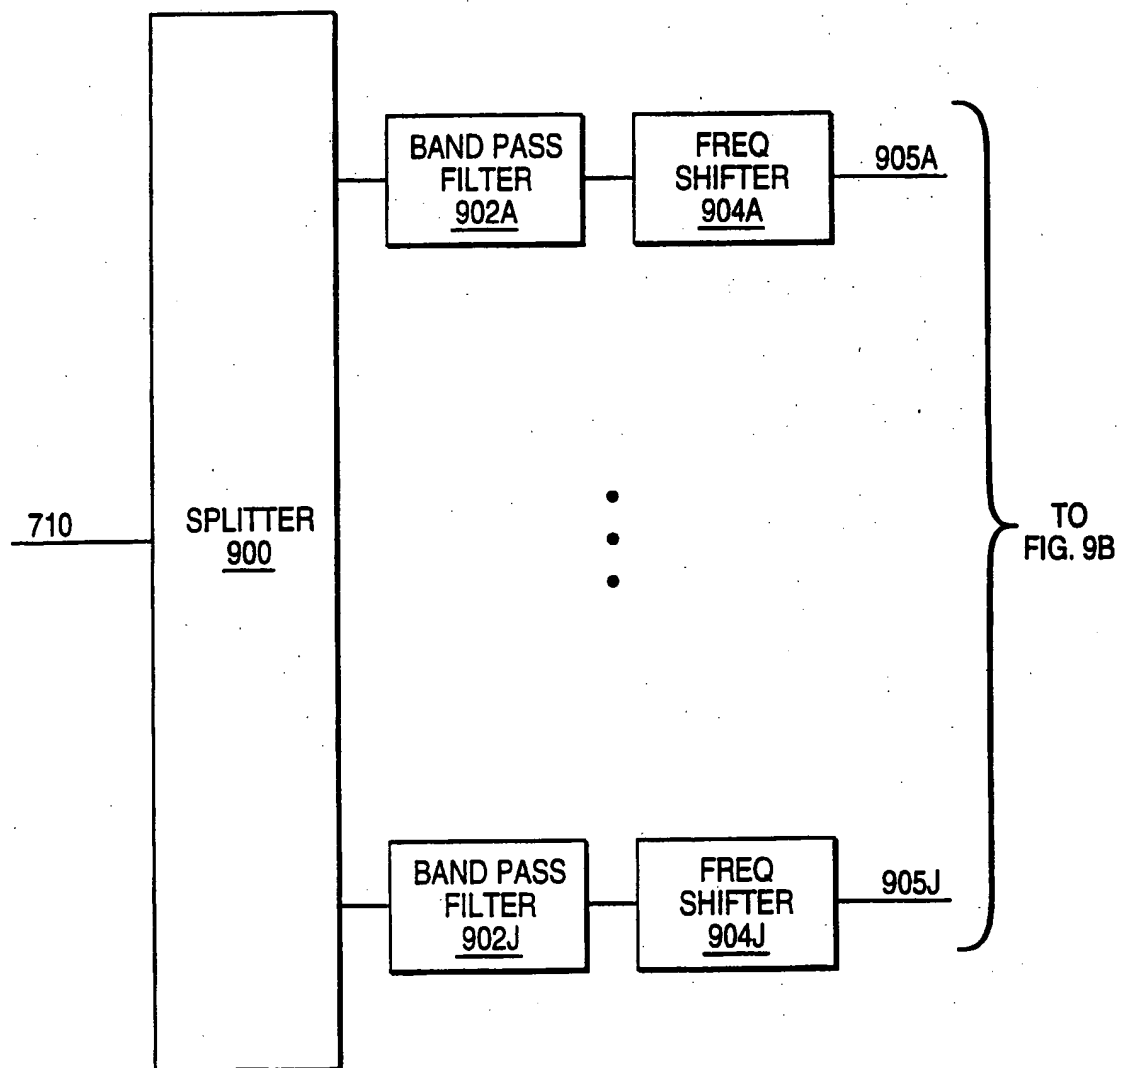 BAND PASS
FILTER
902A
FREQ
SHIFTER
904A
905A
710
SPLITTER
900
TO
FIG. 9B
BAND PASS
FILTER
902J
FREQ
SHIFTER
904J
905J